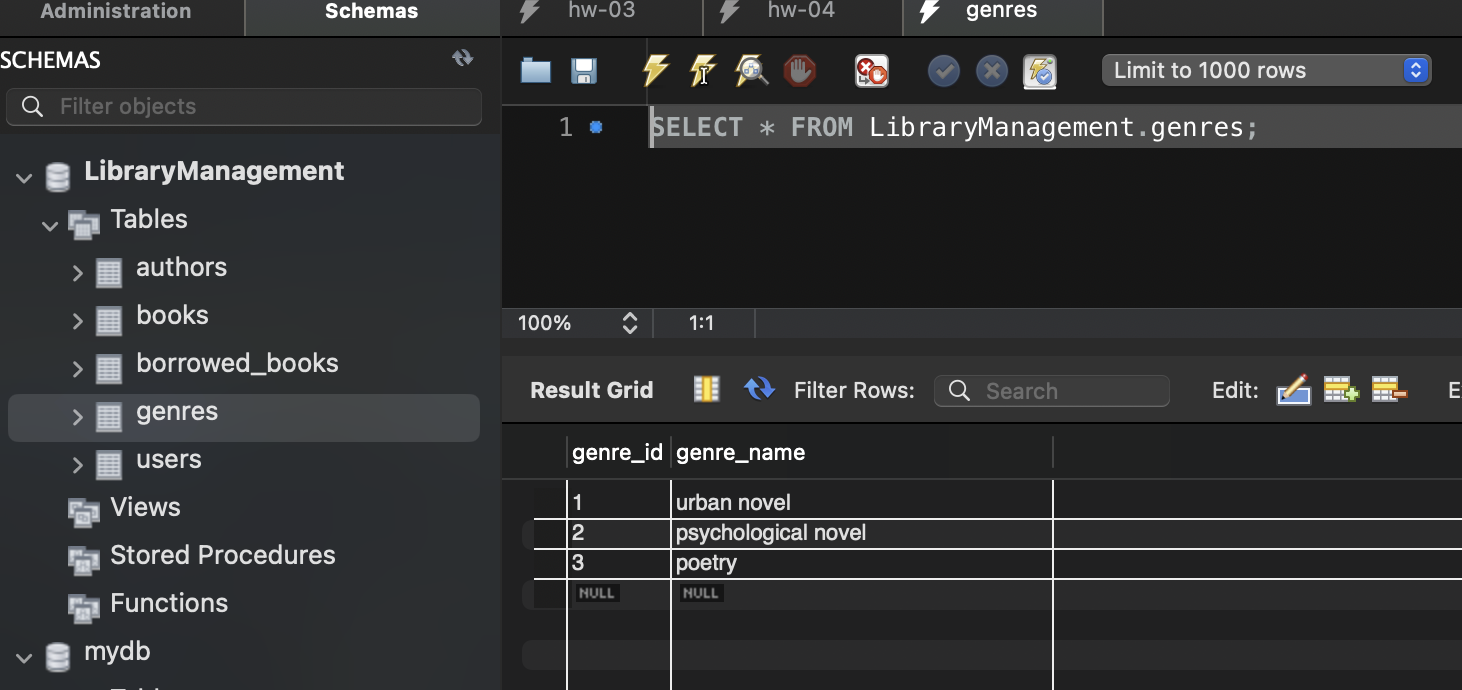 Administration
Schemas
SCHEMAS
Filter objects
LibraryManagement
Tables
authors
books
borrowed_books
genres
users
Views
Stored Procedures
Functions
mydb
hw-03
hw-04
genres
Limit to 1000 rows
1
SELECT * FROM LibraryManagement.genres;
100%
1:1
Result Grid
Filter Rows:
Search
Edit:
genre_id genre_name
1 urban novel
2 psychological novel
3 poetry
NULL NULL